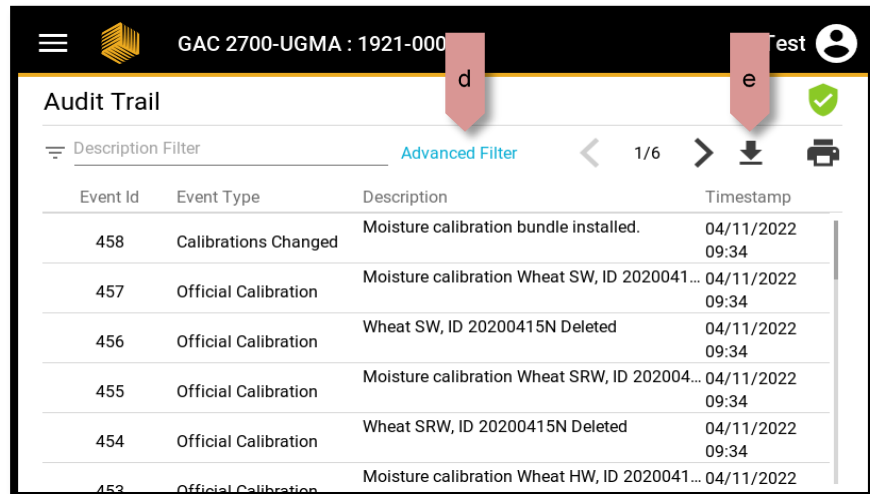 GAC 2700-UGMA : 1921-000
est
d
e
Audit Trail
Description Filter
Advanced Filter
1/6
Event Id Event Type Description Timestamp
458 Calibrations Changed Moisture calibration bundle installed. 04/11/2022
09:34
457 Official Calibration Moisture calibration Wheat SW, ID 2020041... 04/11/2022
09:34
456 Official Calibration Wheat SW, ID 20200415N Deleted 04/11/2022
09:34
455 Official Calibration Moisture calibration Wheat SRW, ID 202004... 04/11/2022
09:34
454 Official Calibration Wheat SRW, ID 20200415N Deleted 04/11/2022
09:34
453 Official Calibration Moisture calibration Wheat HW, ID 2020041... 04/11/2022